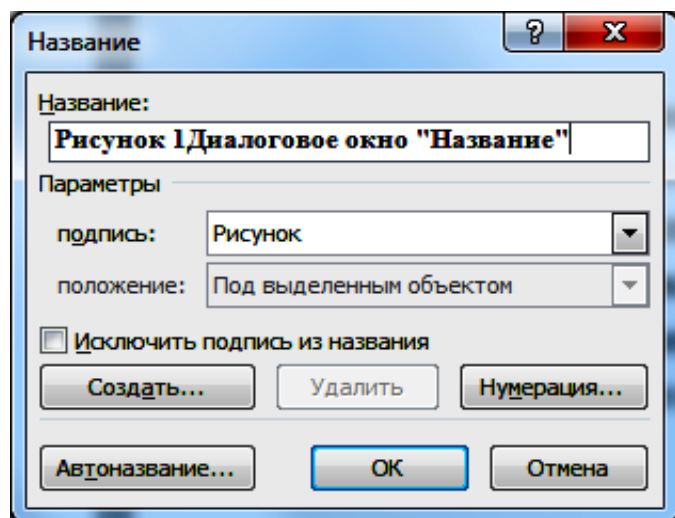 Название
Название:
Рисунок 1Диалоговое окно "Название"
Параметры
подпись: Рисунок
положение: Под выделенным объектом
Исключить подпись из названия
Создать... Удалить Нумерация...
Автоназвание... ОК Отмена